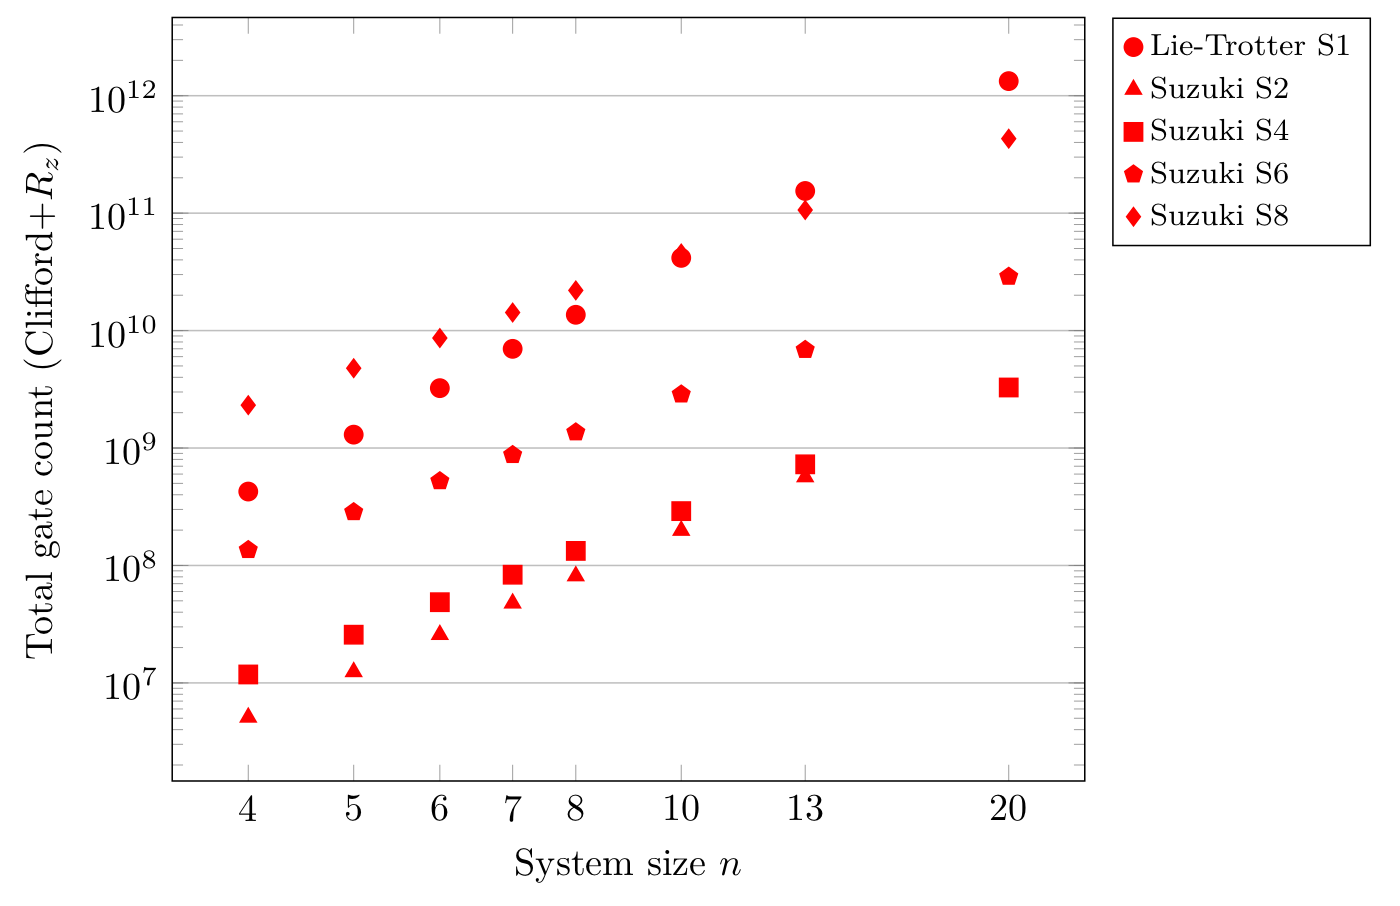 Total gate count (Clifford+R_z)
10^12
10^11
10^10
10^9
10^8
10^7
4 5 6 7 8 10 13 20
System size n
Lie-Trotter S1
Suzuki S2
Suzuki S4
Suzuki S6
Suzuki S8